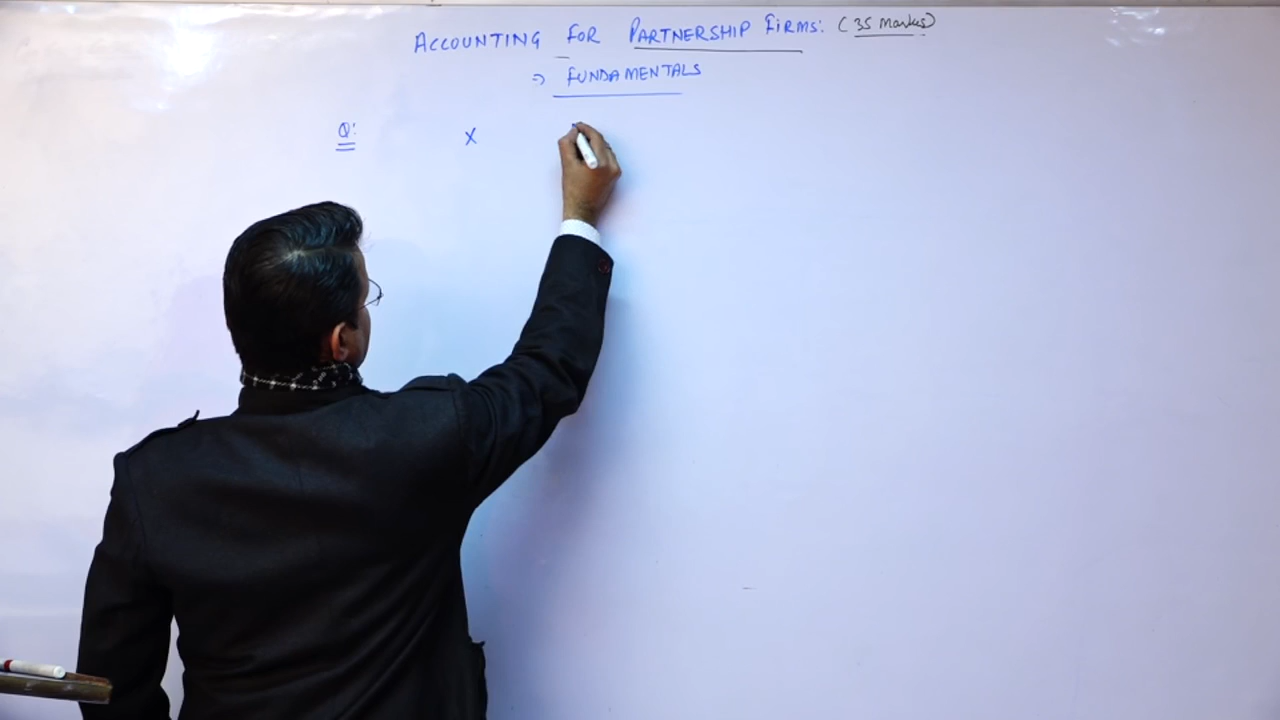 ACCOUNTING FOR PARTNERSHIP FIRMS: (35 Marks)
⇒ FUNDAMENTALS
Q: X